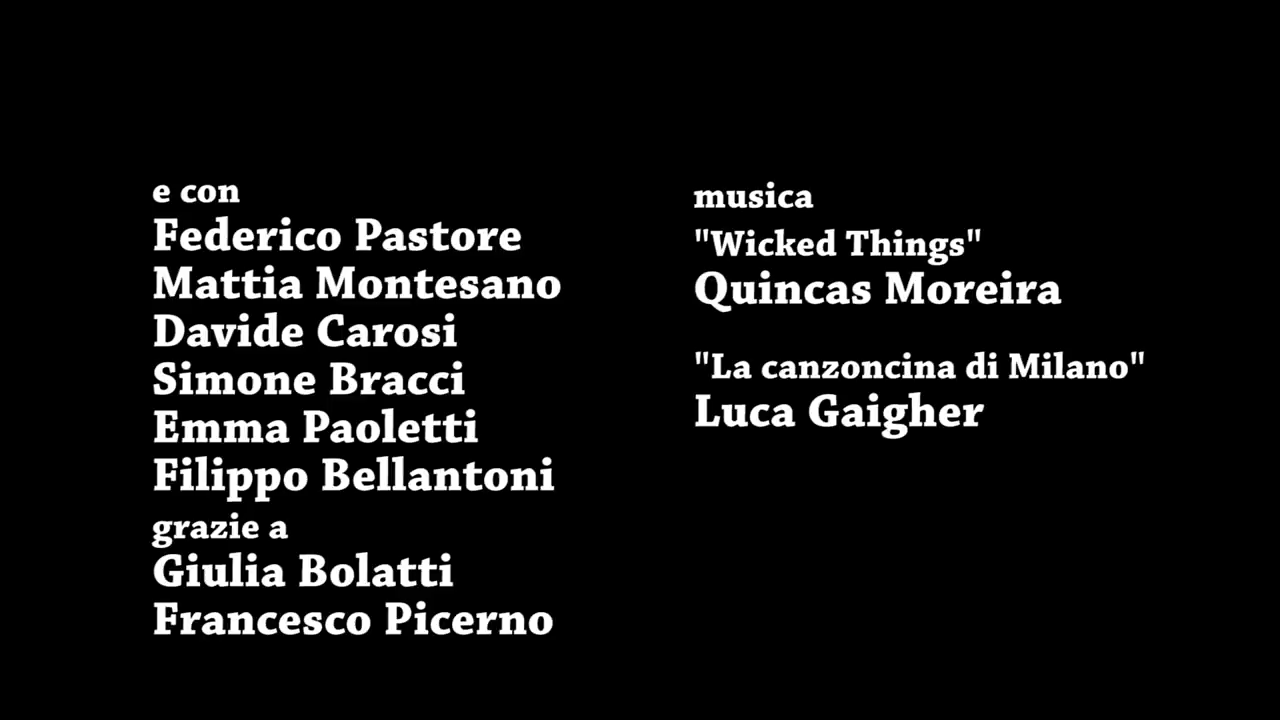 e con
Federico Pastore
Mattia Montesano
Davide Carosi
Simone Bracci
Emma Paoletti
Filippo Bellantoni
grazie a
Giulia Bolatti
Francesco Picerno
musica
"Wicked Things"
Quincas Moreira
"La canzoncina di Milano"
Luca Gaigher